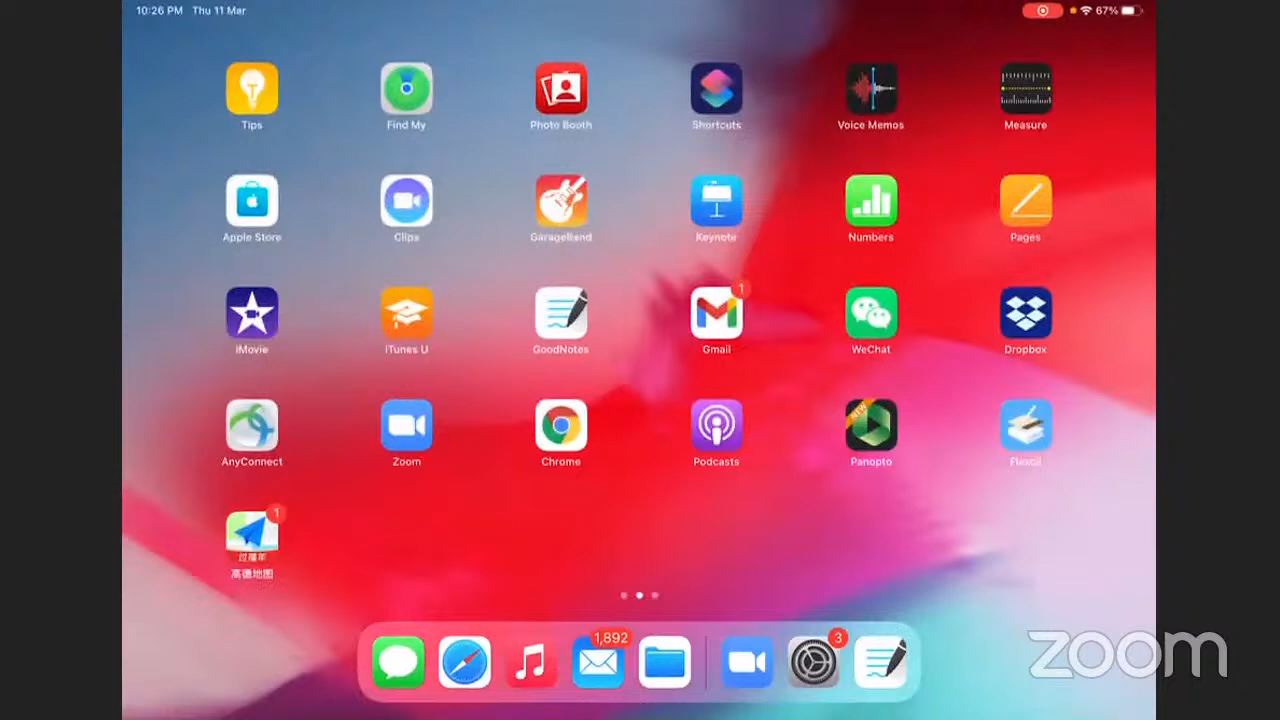 10:26 PM Thu 11 Mar
67%
Tips Find My Photo Booth Shortcuts Voice Memos Measure
Apple Store Clips GarageBand Keynote Numbers Pages
1
iMovie iTunes U GoodNotes Gmail WeChat Dropbox
NEW
AnyConnect Zoom Chrome Podcasts Panopto Flexcil
1
高德地图
1,892 3
zoom